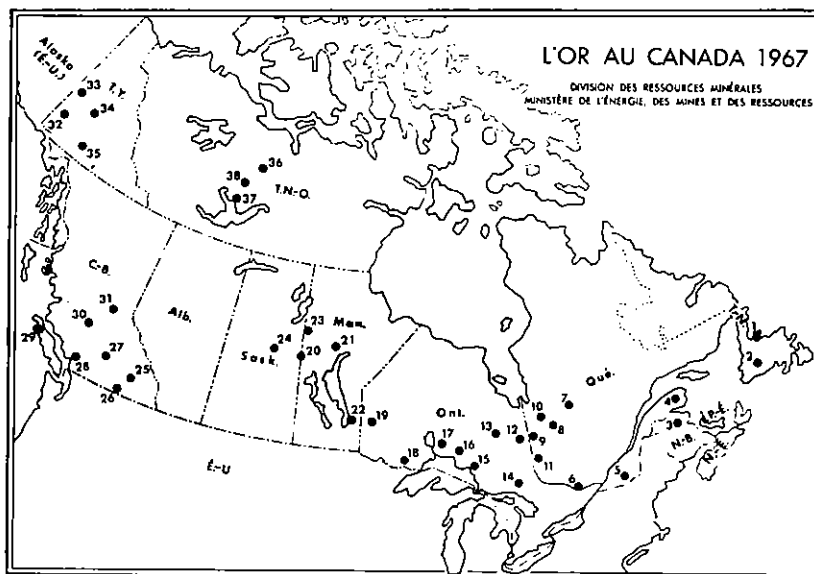 L'OR AU CANADA 1967
DIVISION DES RESSOURCES MINÉRALES
MINISTÈRE DE L'ÉNERGIE, DES MINES ET DES RESSOURCES
Alaska
(É.-U.)
T.Y.
33
34
32
35
36
38
37
T.N.-O.
C.-B.
31
30
29
28
27
25
26
Alb.
Sask.
24
23
Man.
20
21
22
19
É.-U
Ont.
18
17
16
15
13
12
14
10
7
8
9
11
Qué.
6
5
4
3
N.-B.
I.P.-É.
N.-É.
2